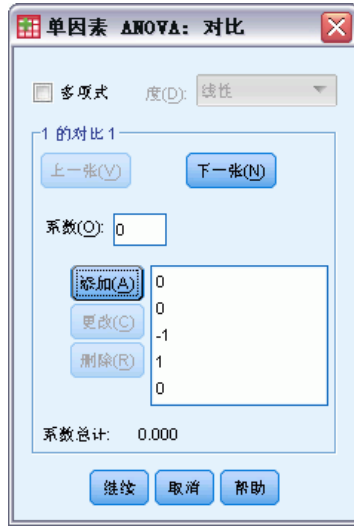 单因素 ANOVA：对比
多项式 度(D): 线性
1 的对比 1
上一张(V) 下一张(N)
系数(O): 0
添加(A)
更改(C)
删除(R)
0
0
-1
1
0
系数总计: 0.000
继续 取消 帮助